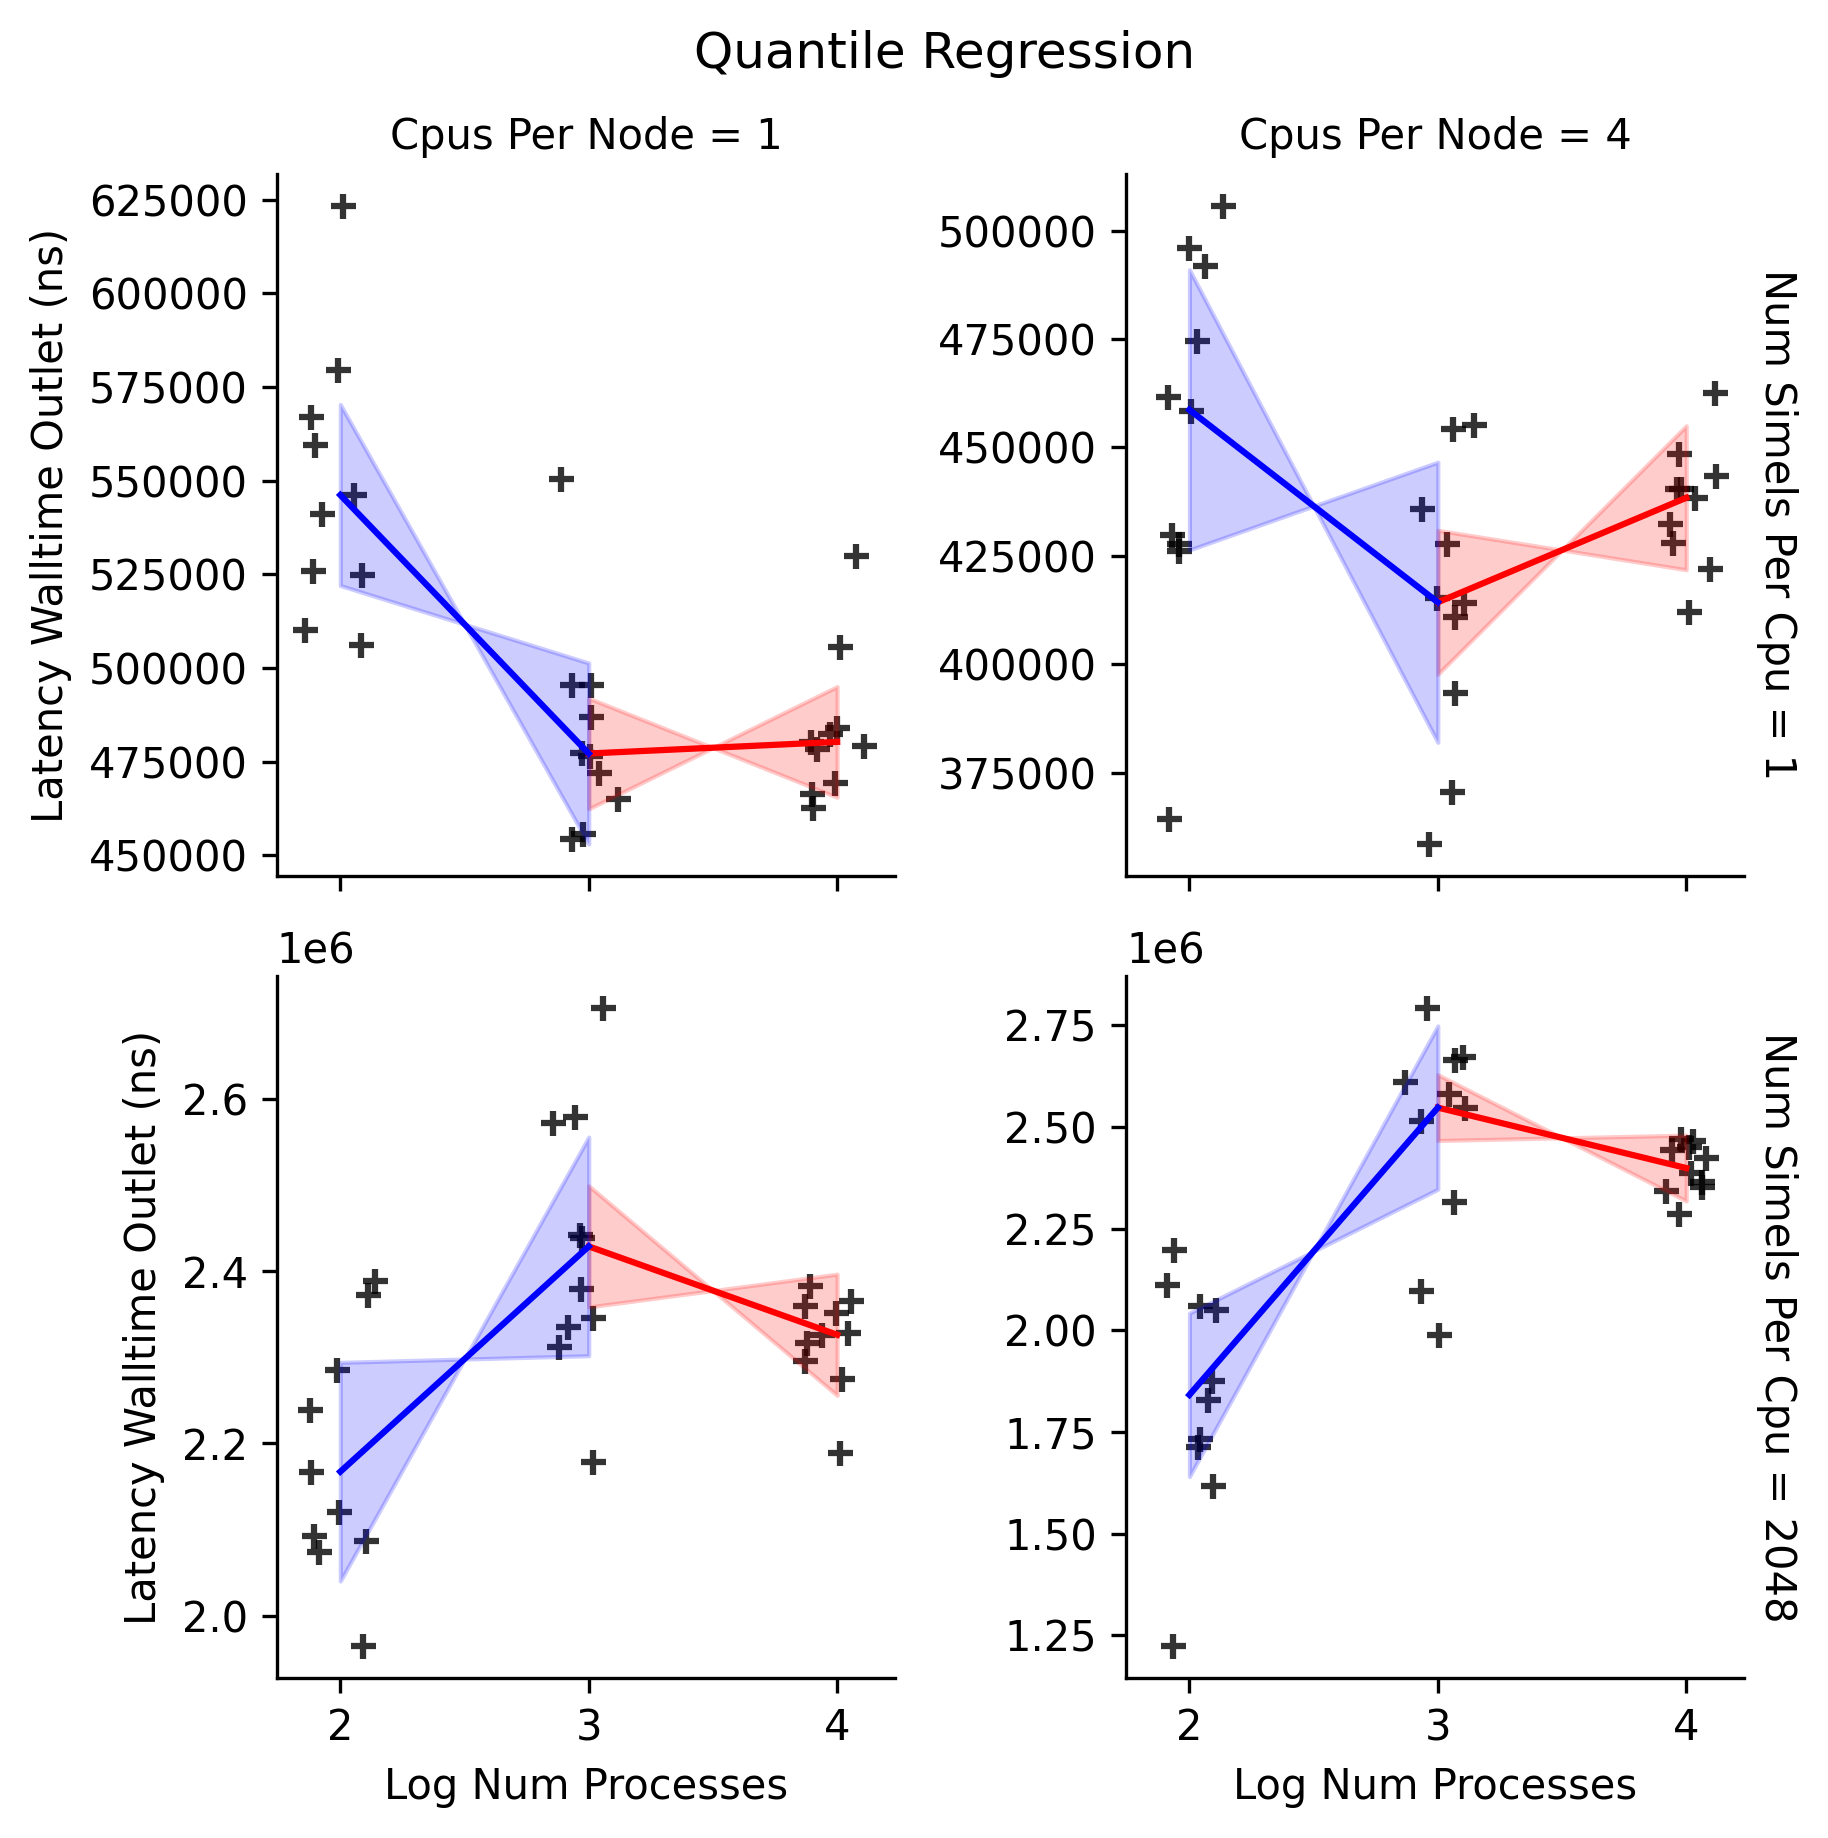 Quantile Regression
Cpus Per Node = 1
Cpus Per Node = 4
Latency Walltime Outlet (ns)
625000
600000
575000
550000
525000
500000
475000
450000
500000
475000
450000
425000
400000
375000
Num Simels Per Cpu = 1
Latency Walltime Outlet (ns)
1e6
2.6
2.4
2.2
2.0
2
3
4
Log Num Processes
1e6
2.75
2.50
2.25
2.00
1.75
1.50
1.25
2
3
4
Log Num Processes
Num Simels Per Cpu = 2048